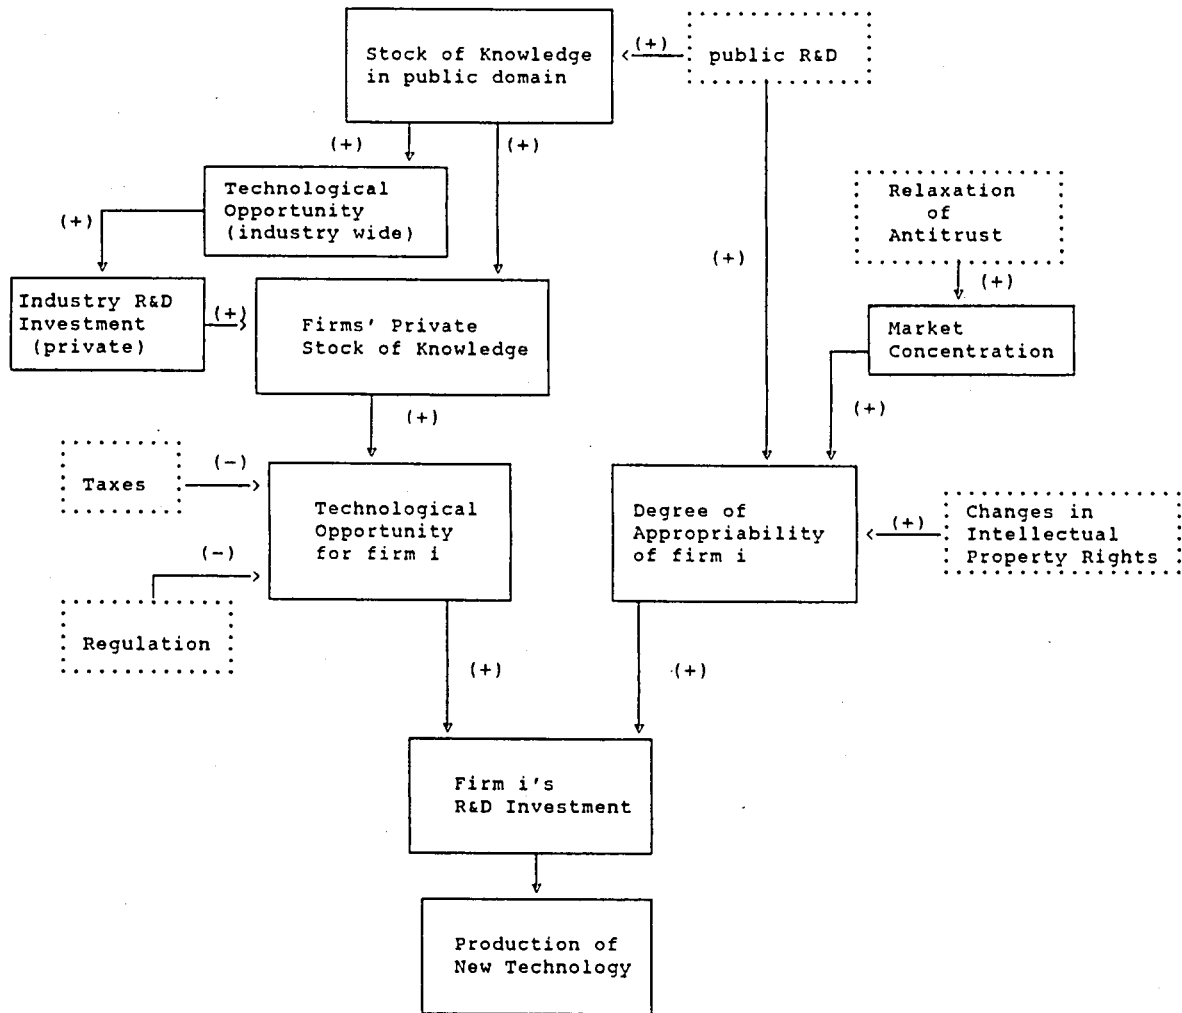 Stock of Knowledge
in public domain
(+)
public R&D
(+)
(+)
Technological
Opportunity
(industry wide)
(+)
Relaxation
of
Antitrust
(+)
(+)
Industry R&D
Investment
(private)
(+)
Firms' Private
Stock of Knowledge
Market
Concentration
(+)
(+)
Taxes
(-)
Technological
Opportunity
for firm i
Degree of
Appropriability
of firm i
(+)
Changes in
Intellectual
Property Rights
(-)
Regulation
(+)
(+)
Firm i's
R&D Investment
Production of
New Technology